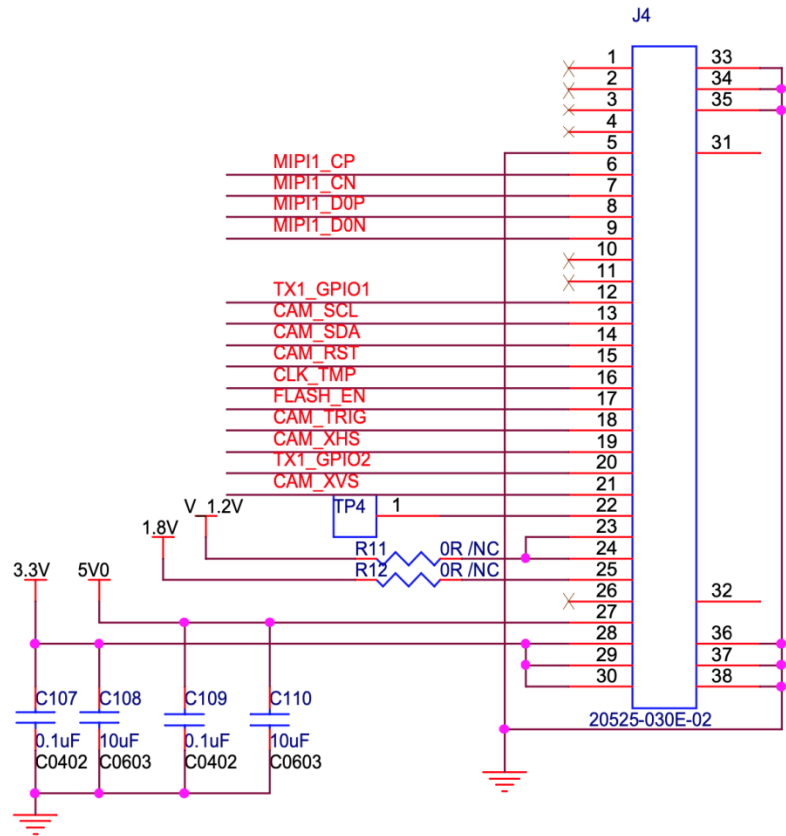 J4
1 33
2 34
3 35
4
5 31
MIPI1_CP 6
MIPI1_CN 7
MIPI1_D0P 8
MIPI1_D0N 9
10
11
TX1_GPIO1 12
CAM_SCL 13
CAM_SDA 14
CAM_RST 15
CLK_TMP 16
FLASH_EN 17
CAM_TRIG 18
CAM_XHS 19
TX1_GPIO2 20
CAM_XVS 21
V_1.2V TP4 1 22
1.8V 23
R11 0R /NC 24
R12 0R /NC 25
3.3V 5V0 26 32
27
28 36
29 37
30 38
C107 C108 C109 C110
20525-030E-02
0.1uF 10uF 0.1uF 10uF
C0402 C0603 C0402 C0603